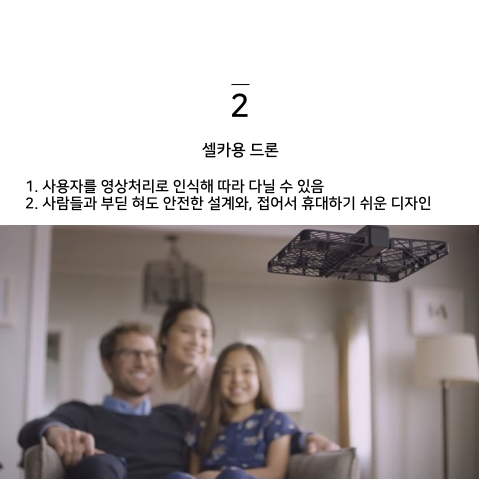 2
셀카용 드론
1. 사용자를 영상처리로 인식해 따라 다닐 수 있음
2. 사람들과 부딛 혀도 안전한 설계와, 접어서 휴대하기 쉬운 디자인